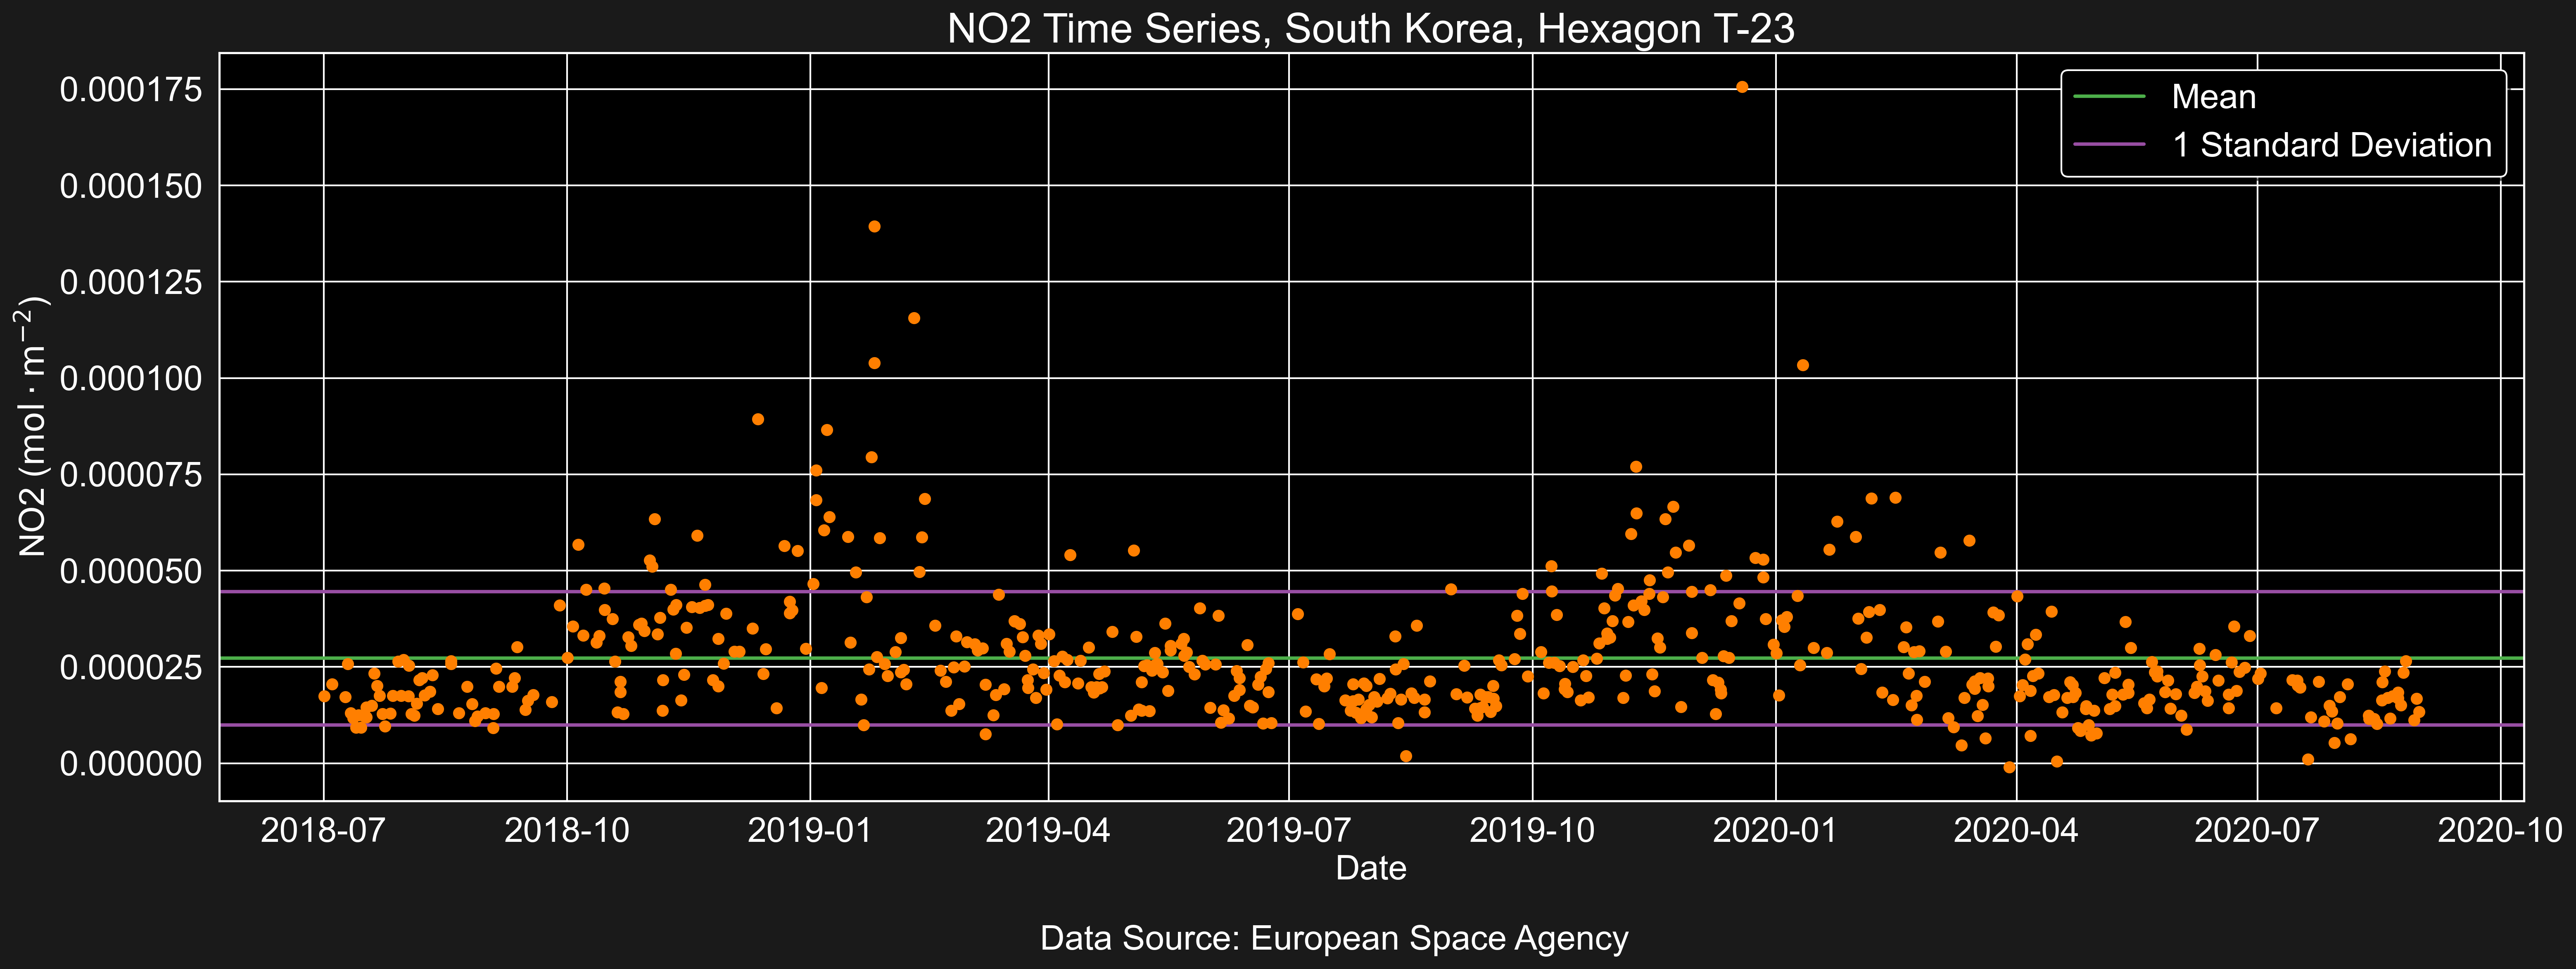 NO2 Time Series, South Korea, Hexagon T-23
0.000175
0.000150
0.000125
0.000100
0.000075
0.000050
0.000025
0.000000
NO2 (mol · m⁻²)
Mean
1 Standard Deviation
2018-07 2018-10 2019-01 2019-04 2019-07 2019-10 2020-01 2020-04 2020-07 2020-10
Date
Data Source: European Space Agency